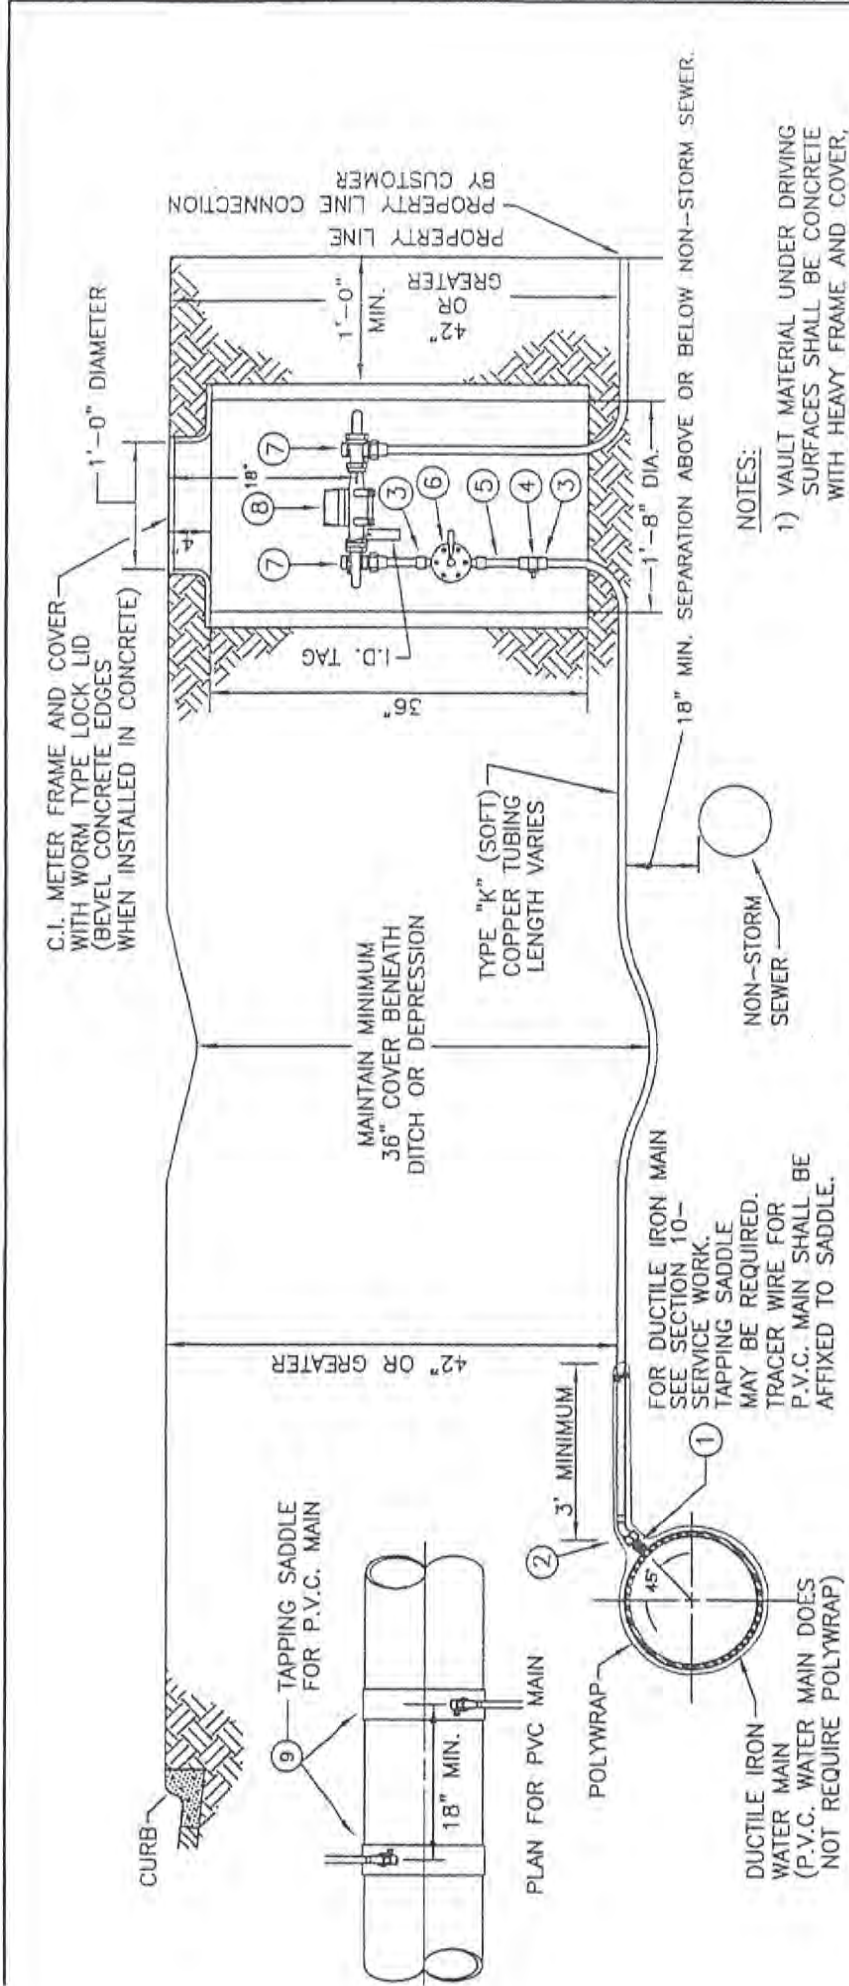 C.I. METER FRAME AND COVER
WITH WORM TYPE LOCK LID
(BEVEL CONCRETE EDGES
WHEN INSTALLED IN CONCRETE)
1'-0" DIAMETER
CURB
9
TAPPING SADDLE
FOR P.V.C. MAIN
18" MIN.
PLAN FOR PVC MAIN
42" OR GREATER
MAINTAIN MINIMUM
36" COVER BENEATH
DITCH OR DEPRESSION
TYPE "K" (SOFT)
COPPER TUBING
LENGTH VARIES
36"
I.D. TAG
4"
18"
7
8
7
3
6
5
4
3
1'-8" DIA.
1'-0"
MIN.
42"
OR
GREATER
PROPERTY LINE
PROPERTY LINE CONNECTION
BY CUSTOMER
3' MINIMUM
2
1
45°
POLYWRAP
DUCTILE IRON
WATER MAIN
(P.V.C. WATER MAIN DOES
NOT REQUIRE POLYWRAP)
FOR DUCTILE IRON MAIN
SEE SECTION 10-
SERVICE WORK.
TAPPING SADDLE
MAY BE REQUIRED.
TRACER WIRE FOR
P.V.C. MAIN SHALL BE
AFFIXED TO SADDLE.
NON-STORM
SEWER
18" MIN. SEPARATION ABOVE OR BELOW NON-STORM SEWER.
NOTES:
1) VAULT MATERIAL UNDER DRIVING
SURFACES SHALL BE CONCRETE
WITH HEAVY FRAME AND COVER,